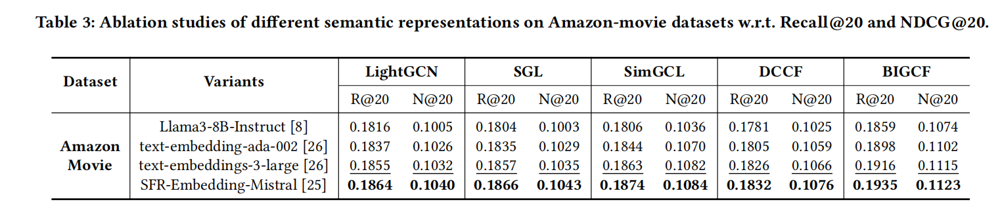 Table 3: Ablation studies of different semantic representations on Amazon-movie datasets w.r.t. Recall@20 and NDCG@20.
Dataset Variants LightGCN SGL SimGCL DCCF BIGCF
R@20 N@20 R@20 N@20 R@20 N@20 R@20 N@20 R@20 N@20
Amazon Movie
Llama3-8B-Instruct [8] 0.1816 0.1005 0.1804 0.1003 0.1806 0.1036 0.1781 0.1025 0.1859 0.1074
text-embedding-ada-002 [26] 0.1837 0.1026 0.1835 0.1029 0.1844 0.1070 0.1805 0.1059 0.1898 0.1102
text-embeddings-3-large [26] 0.1855 0.1032 0.1857 0.1035 0.1863 0.1082 0.1826 0.1066 0.1916 0.1115
SFR-Embedding-Mistral [25] 0.1864 0.1040 0.1866 0.1043 0.1874 0.1084 0.1832 0.1076 0.1935 0.1123